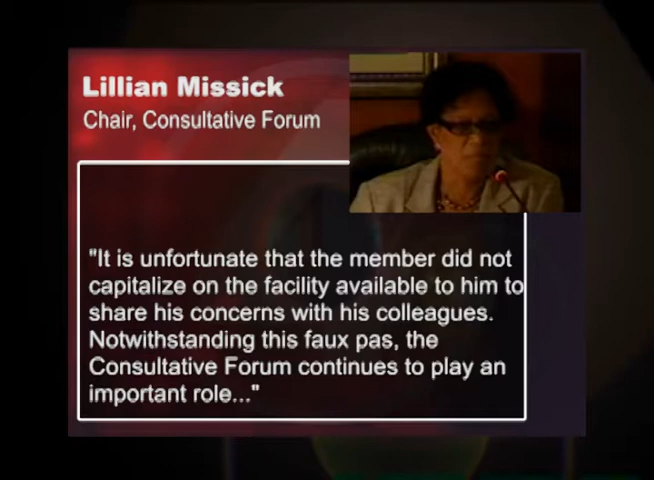 Lillian Missick
Chair, Consultative Forum
"It is unfortunate that the member did not
capitalize on the facility available to him to
share his concerns with his colleagues.
Notwithstanding this faux pas, the
Consultative Forum continues to play an
important role..."